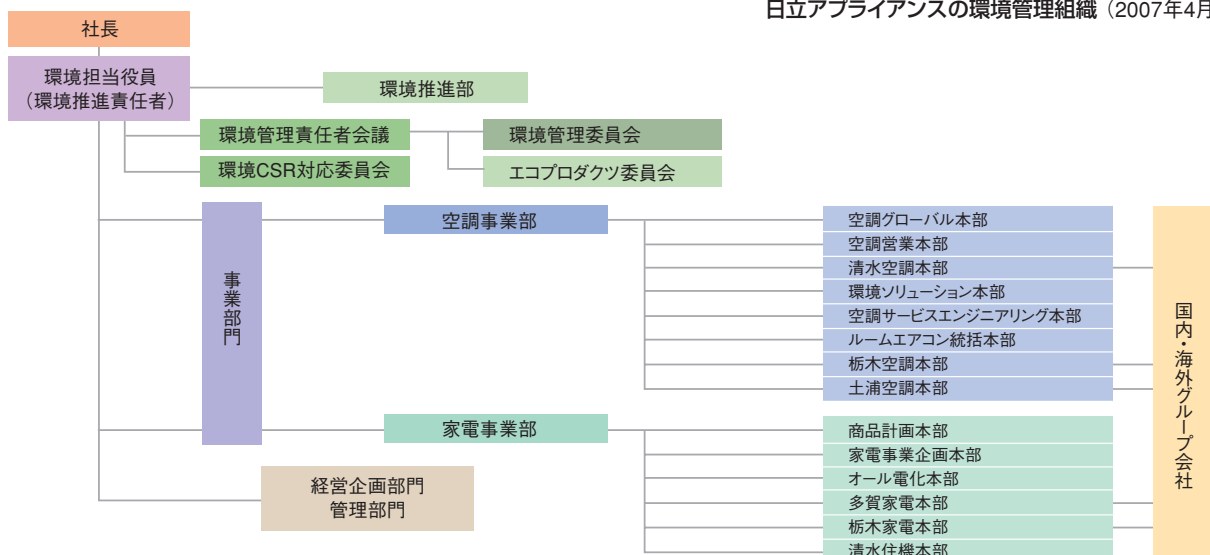 日立アプライアンスの環境管理組織（2007年4月
社長
環境担当役員
（環境推進責任者）
環境推進部
環境管理責任者会議
環境管理委員会
環境CSR対応委員会
エコプロダクツ委員会
事業部門
空調事業部
空調グローバル本部
空調営業本部
清水空調本部
環境ソリューション本部
空調サービスエンジニアリング本部
ルームエアコン統括本部
栃木空調本部
土浦空調本部
家電事業部
商品計画本部
家電事業企画本部
オール電化本部
多賀家電本部
栃木家電本部
清水住機本部
国内・海外グループ会社
経営企画部門
管理部門